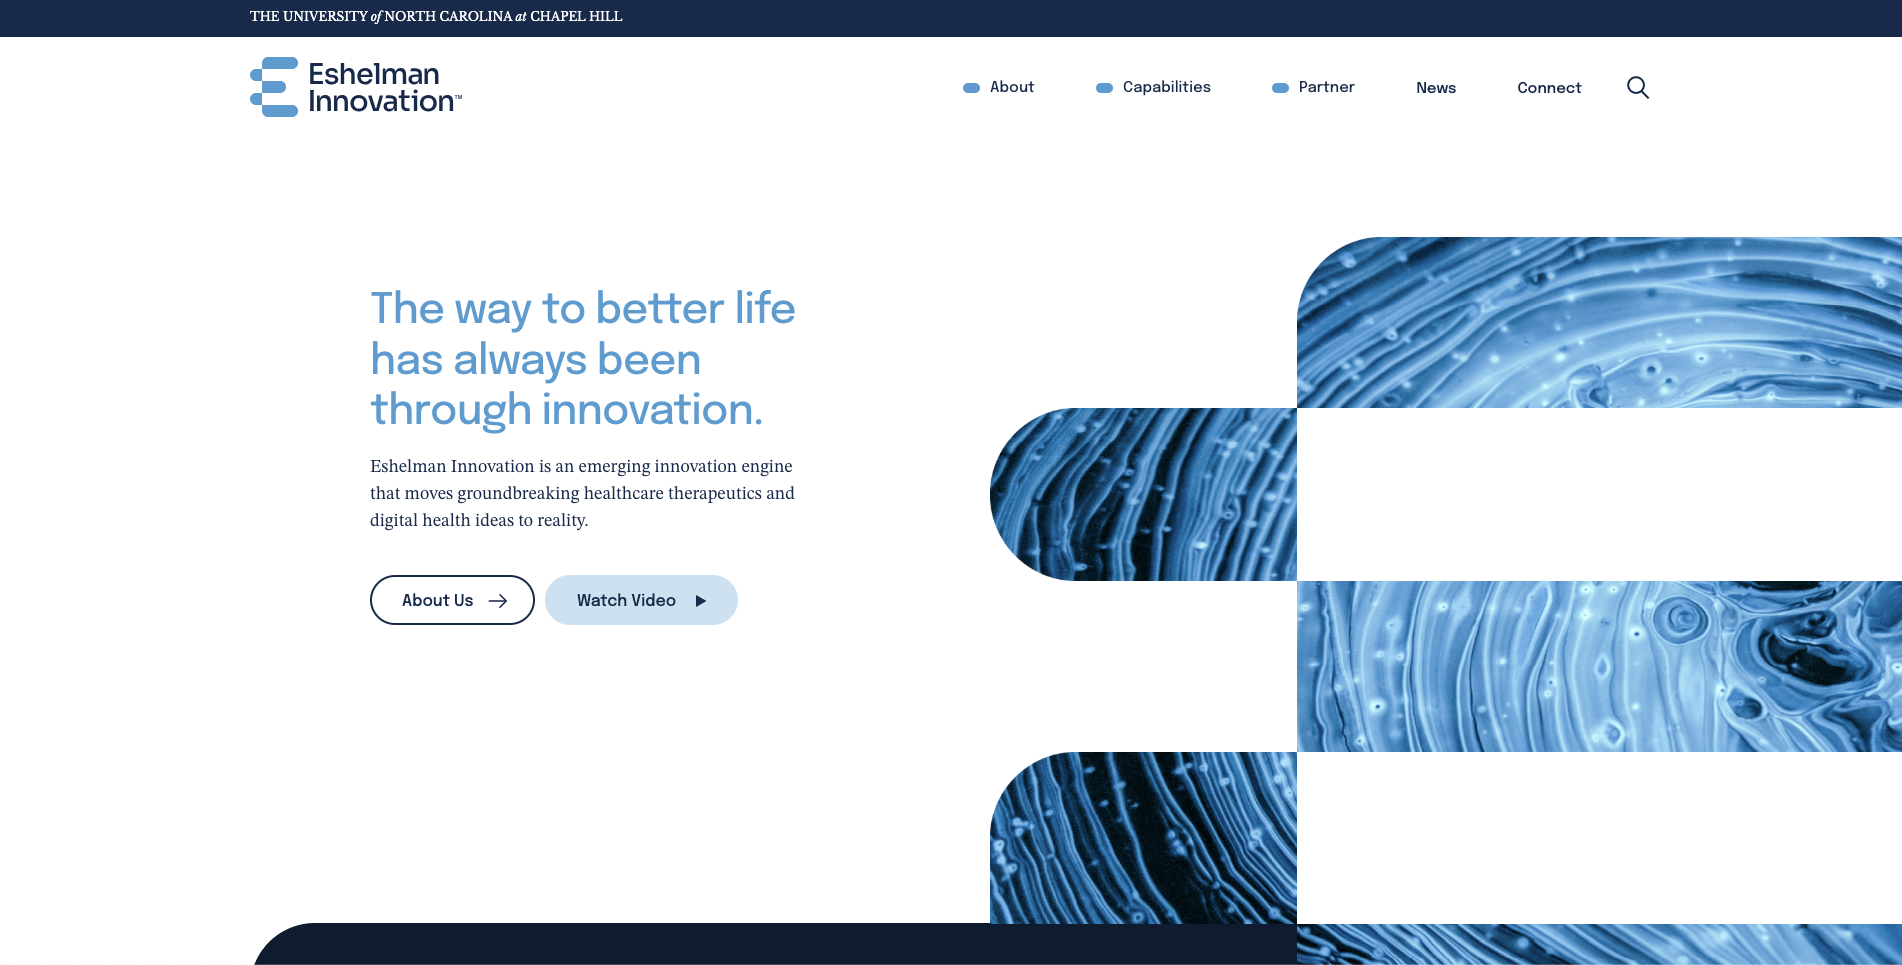 THE UNIVERSITY of NORTH CAROLINA at CHAPEL HILL
Eshelman
Innovation™
About
Capabilities
Partner
News
Connect
The way to better life
has always been
through innovation.
Eshelman Innovation is an emerging innovation engine
that moves groundbreaking healthcare therapeutics and
digital health ideas to reality.
About Us
Watch Video